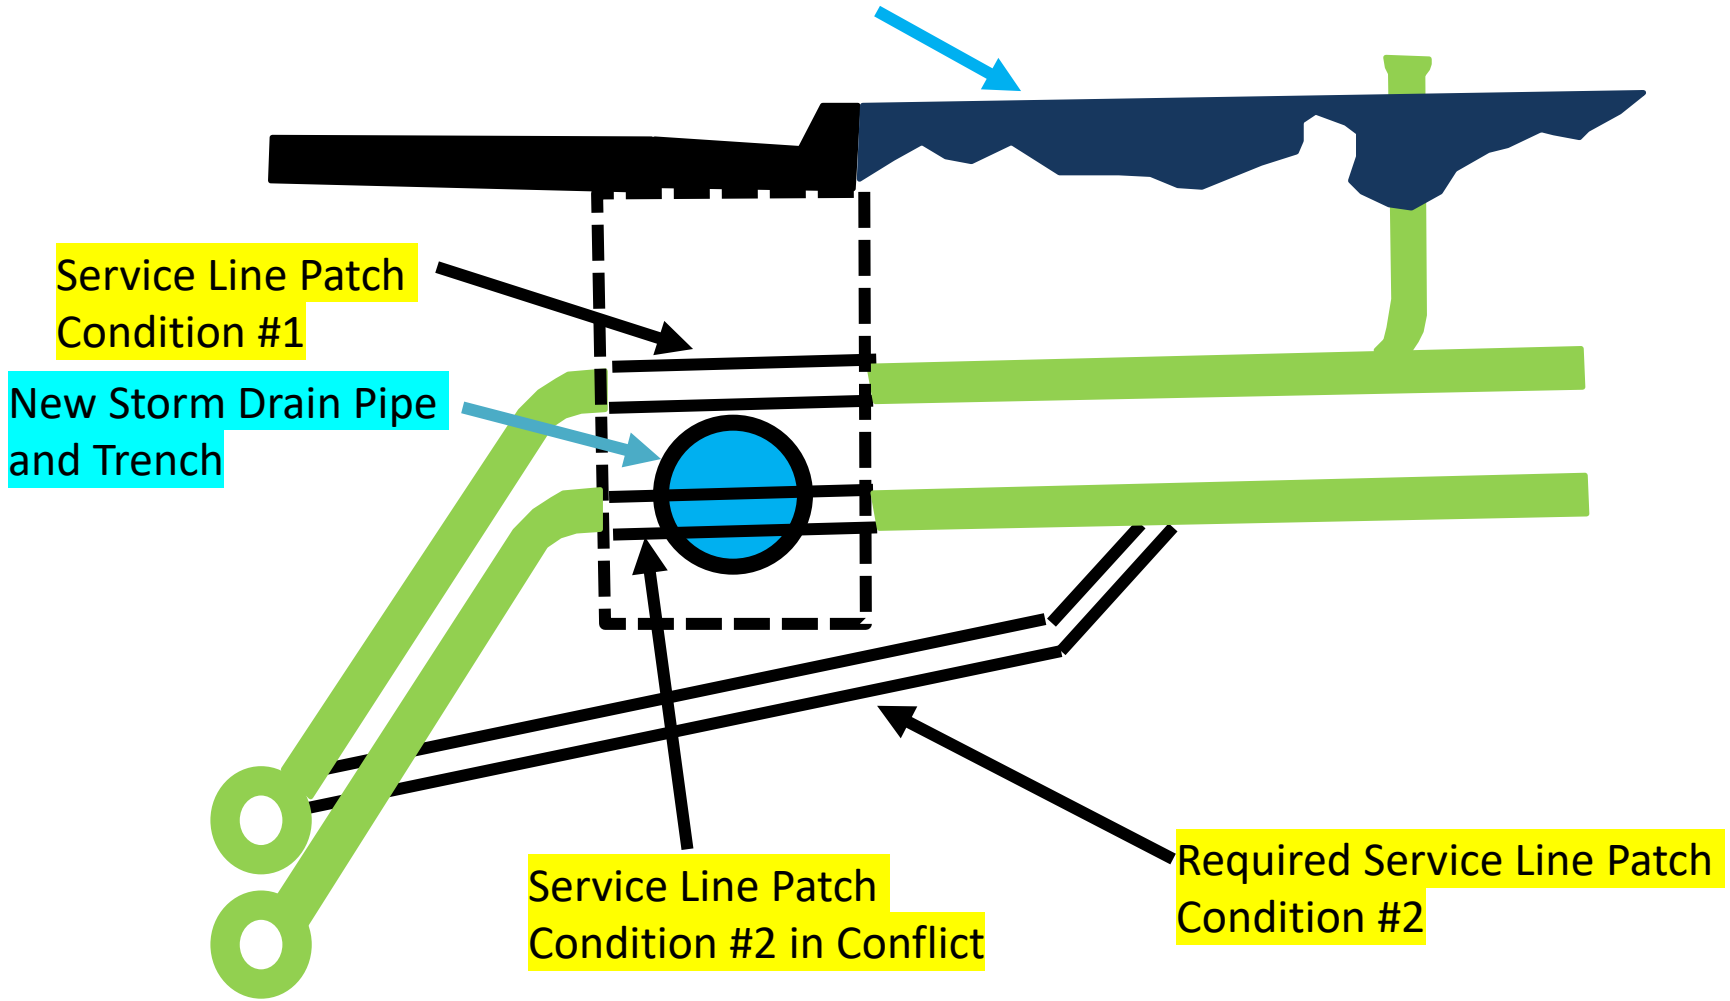 Service Line Patch
Condition #1
New Storm Drain Pipe
and Trench
Service Line Patch
Condition #2 in Conflict
Required Service Line Patch
Condition #2